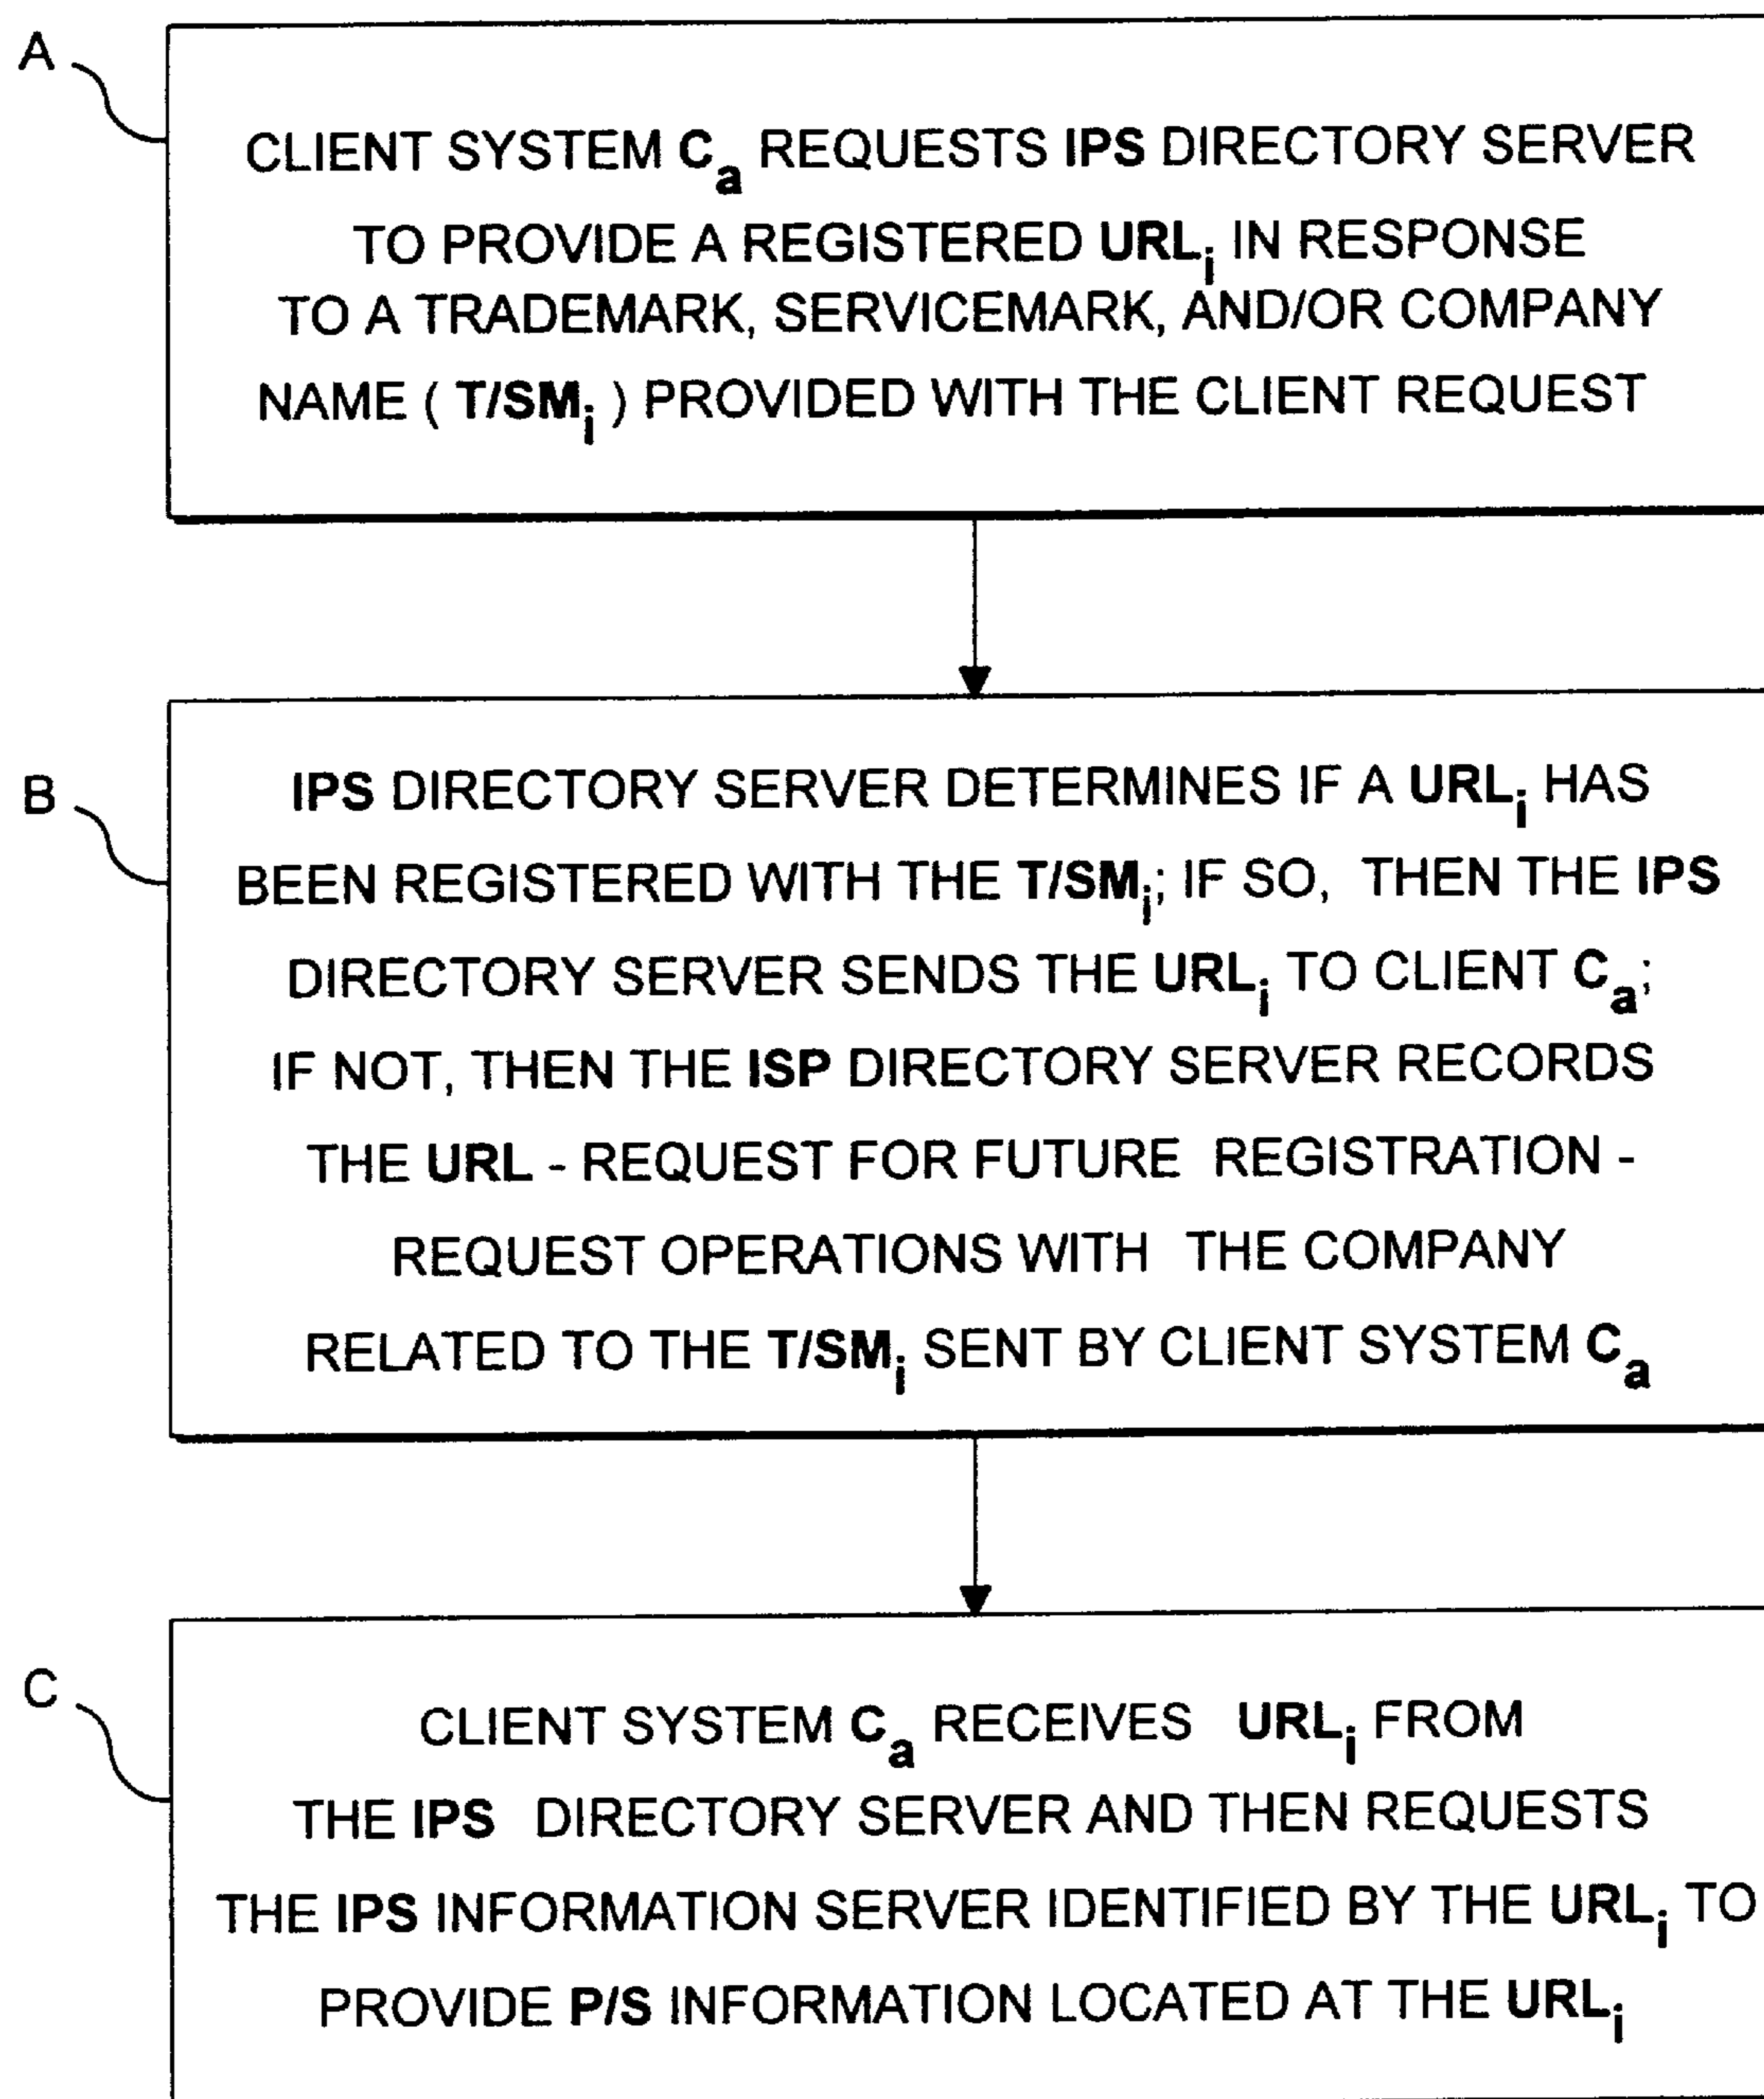 A
CLIENT SYSTEM Ca REQUESTS IPS DIRECTORY SERVER
TO PROVIDE A REGISTERED URLi IN RESPONSE
TO A TRADEMARK, SERVICEMARK, AND/OR COMPANY
NAME ( T/SMi ) PROVIDED WITH THE CLIENT REQUEST
B
IPS DIRECTORY SERVER DETERMINES IF A URLi HAS
BEEN REGISTERED WITH THE T/SMi; IF SO, THEN THE IPS
DIRECTORY SERVER SENDS THE URLi TO CLIENT Ca;
IF NOT, THEN THE ISP DIRECTORY SERVER RECORDS
THE URL - REQUEST FOR FUTURE REGISTRATION -
REQUEST OPERATIONS WITH THE COMPANY
RELATED TO THE T/SMi SENT BY CLIENT SYSTEM Ca
C
CLIENT SYSTEM Ca RECEIVES URLi FROM
THE IPS DIRECTORY SERVER AND THEN REQUESTS
THE IPS INFORMATION SERVER IDENTIFIED BY THE URLi TO
PROVIDE P/S INFORMATION LOCATED AT THE URLi